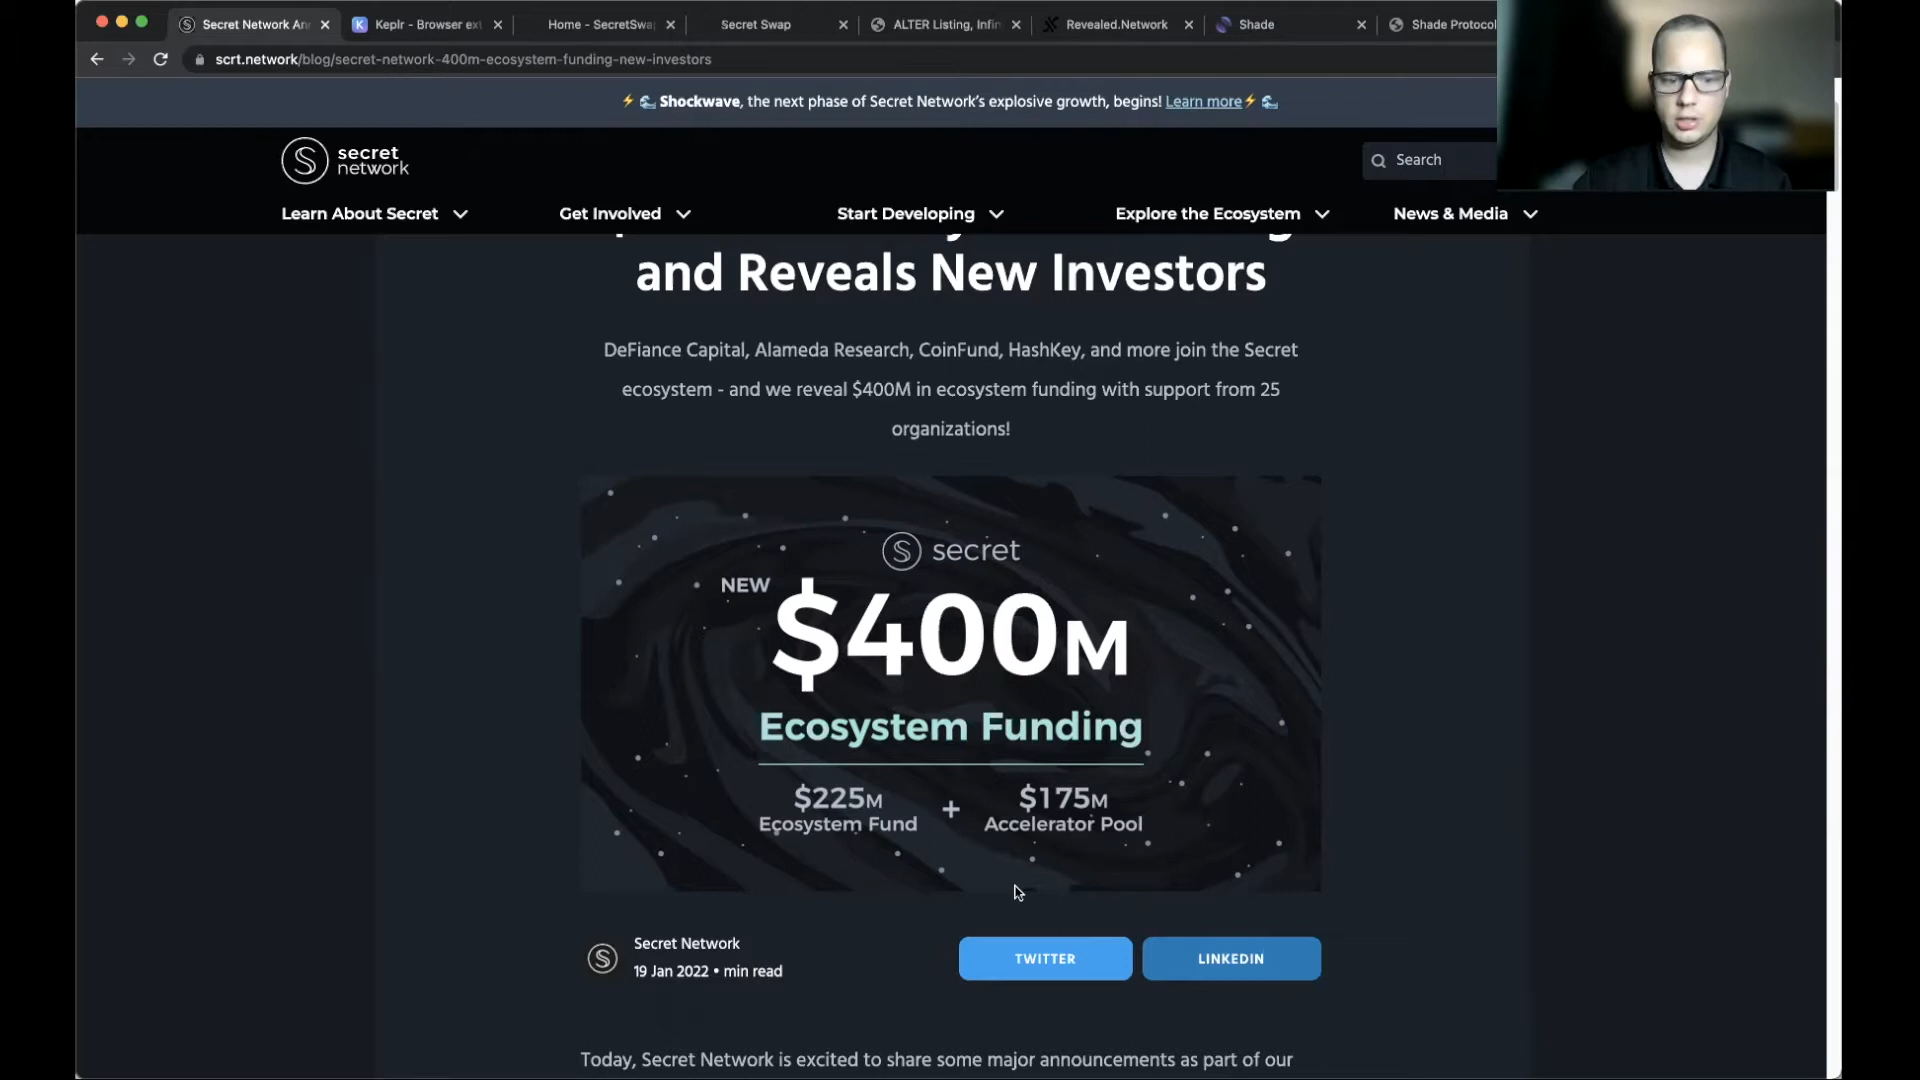 Secret Network An
Keplr - Browser ext
Home - SecretSwa
Secret Swap
ALTER Listing, Infin
Revealed.Network
Shade
Shade Protocol
scrt.network/blog/secret-network-400m-ecosystem-funding-new-investors
⚡🌊 Shockwave, the next phase of Secret Network’s explosive growth, begins! Learn more⚡🌊
secret
network
Search
Learn About Secret
Get Involved
Start Developing
Explore the Ecosystem
News & Media
and Reveals New Investors
DeFiance Capital, Alameda Research, CoinFund, HashKey, and more join the Secret
ecosystem - and we reveal $400M in ecosystem funding with support from 25
organizations!
secret
NEW
$400M
Ecosystem Funding
$225M
Ecosystem Fund
+
$175M
Accelerator Pool
Secret Network
19 Jan 2022 • min read
TWITTER
LINKEDIN
Today, Secret Network is excited to share some major announcements as part of our